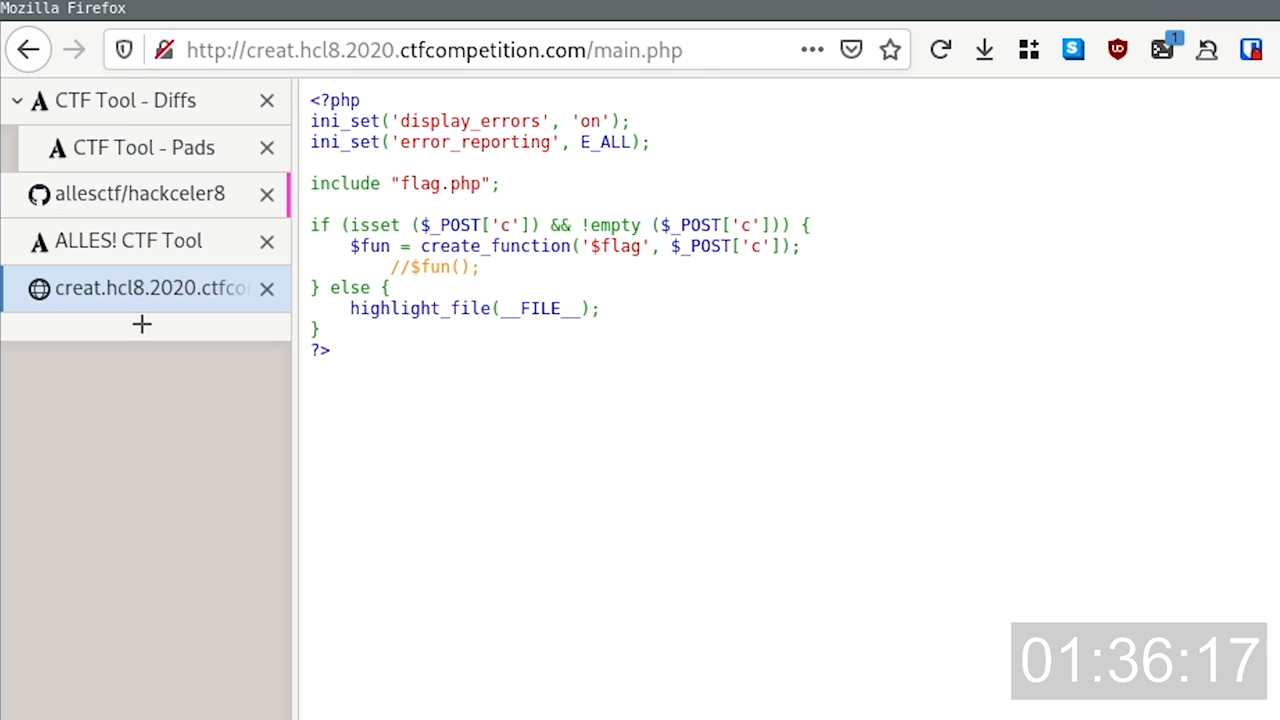 Mozilla Firefox
http://creat.hcl8.2020.ctfcompetition.com/main.php
1
CTF Tool - Diffs
CTF Tool - Pads
allesctf/hackceler8
ALLES! CTF Tool
creat.hcl8.2020.ctfco
<?php
ini_set('display_errors', 'on');
ini_set('error_reporting', E_ALL);
include "flag.php";
if (isset ($_POST['c']) && !empty ($_POST['c'])) {
    $fun = create_function('$flag', $_POST['c']);
        //$fun();
} else {
    highlight_file(__FILE__);
}
?>
01:36:17